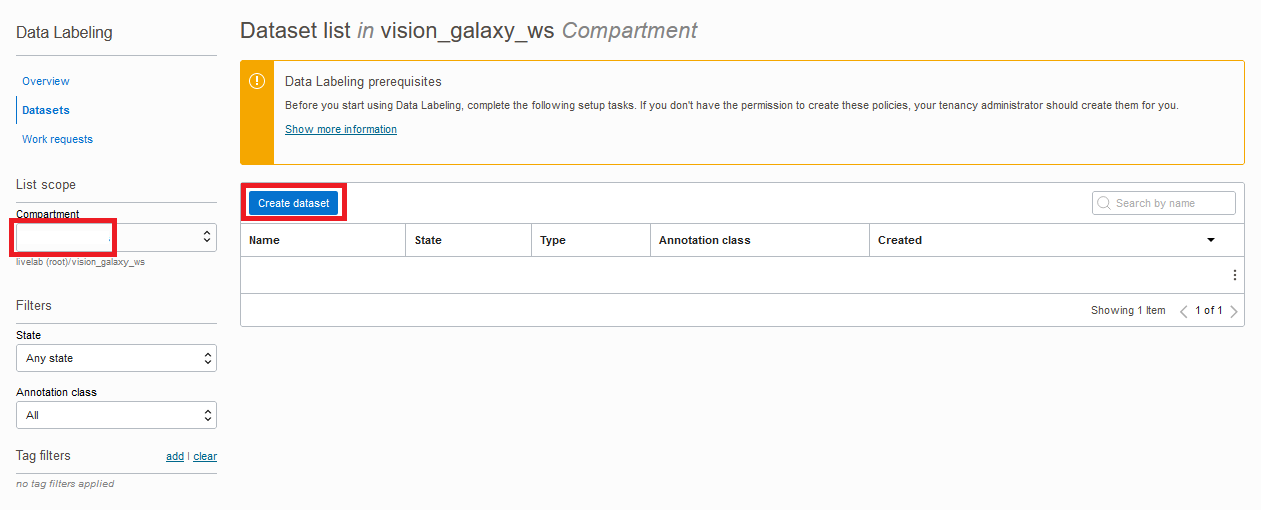 Data Labeling
Overview
Datasets
Work requests
List scope
Compartment
livelab (root)/vision_galaxy_ws
Filters
State
Any state
Annotation class
All
Tag filters add | clear
no tag filters applied
Dataset list in vision_galaxy_ws Compartment
Data Labeling prerequisites
Before you start using Data Labeling, complete the following setup tasks. If you don't have the permission to create these policies, your tenancy administrator should create them for you.
Show more information
Create dataset Search by name
Name State Type Annotation class Created
Showing 1 Item 1 of 1